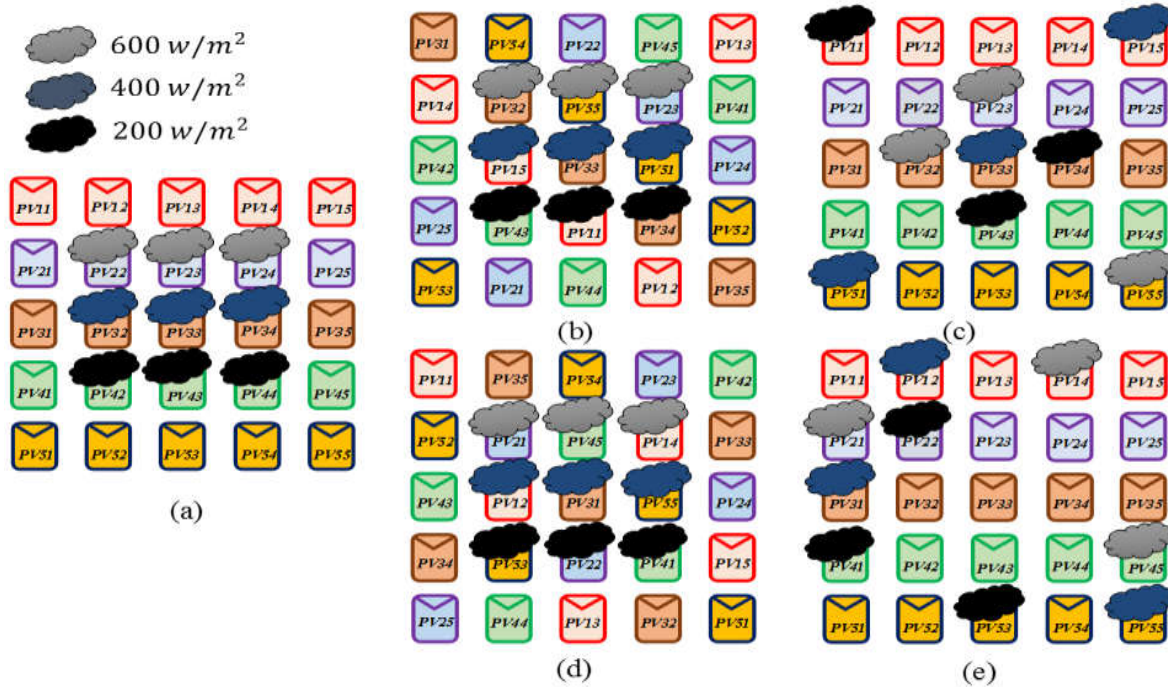 600 w/m²
400 w/m²
200 w/m²
PV11 PV12 PV13 PV14 PV15
PV21 PV22 PV23 PV24 PV25
PV31 PV32 PV33 PV34 PV35
PV41 PV42 PV43 PV44 PV45
PV51 PV52 PV53 PV54 PV55
(a)
PV31 PV54 PV22 PV45 PV13
PV14 PV32 PV55 PV23 PV41
PV42 PV15 PV33 PV51 PV24
PV25 PV43 PV11 PV34 PV52
PV53 PV21 PV44 PV12 PV35
(b)
PV11 PV12 PV13 PV14 PV15
PV21 PV22 PV23 PV24 PV25
PV31 PV32 PV33 PV34 PV35
PV41 PV42 PV43 PV44 PV45
PV51 PV52 PV53 PV54 PV55
(c)
PV11 PV35 PV54 PV23 PV42
PV52 PV21 PV45 PV14 PV33
PV43 PV12 PV31 PV55 PV24
PV34 PV53 PV22 PV41 PV15
PV25 PV44 PV13 PV32 PV51
(d)
PV11 PV12 PV13 PV14 PV15
PV21 PV22 PV23 PV24 PV25
PV31 PV32 PV33 PV34 PV35
PV41 PV42 PV43 PV44 PV45
PV51 PV52 PV53 PV54 PV55
(e)